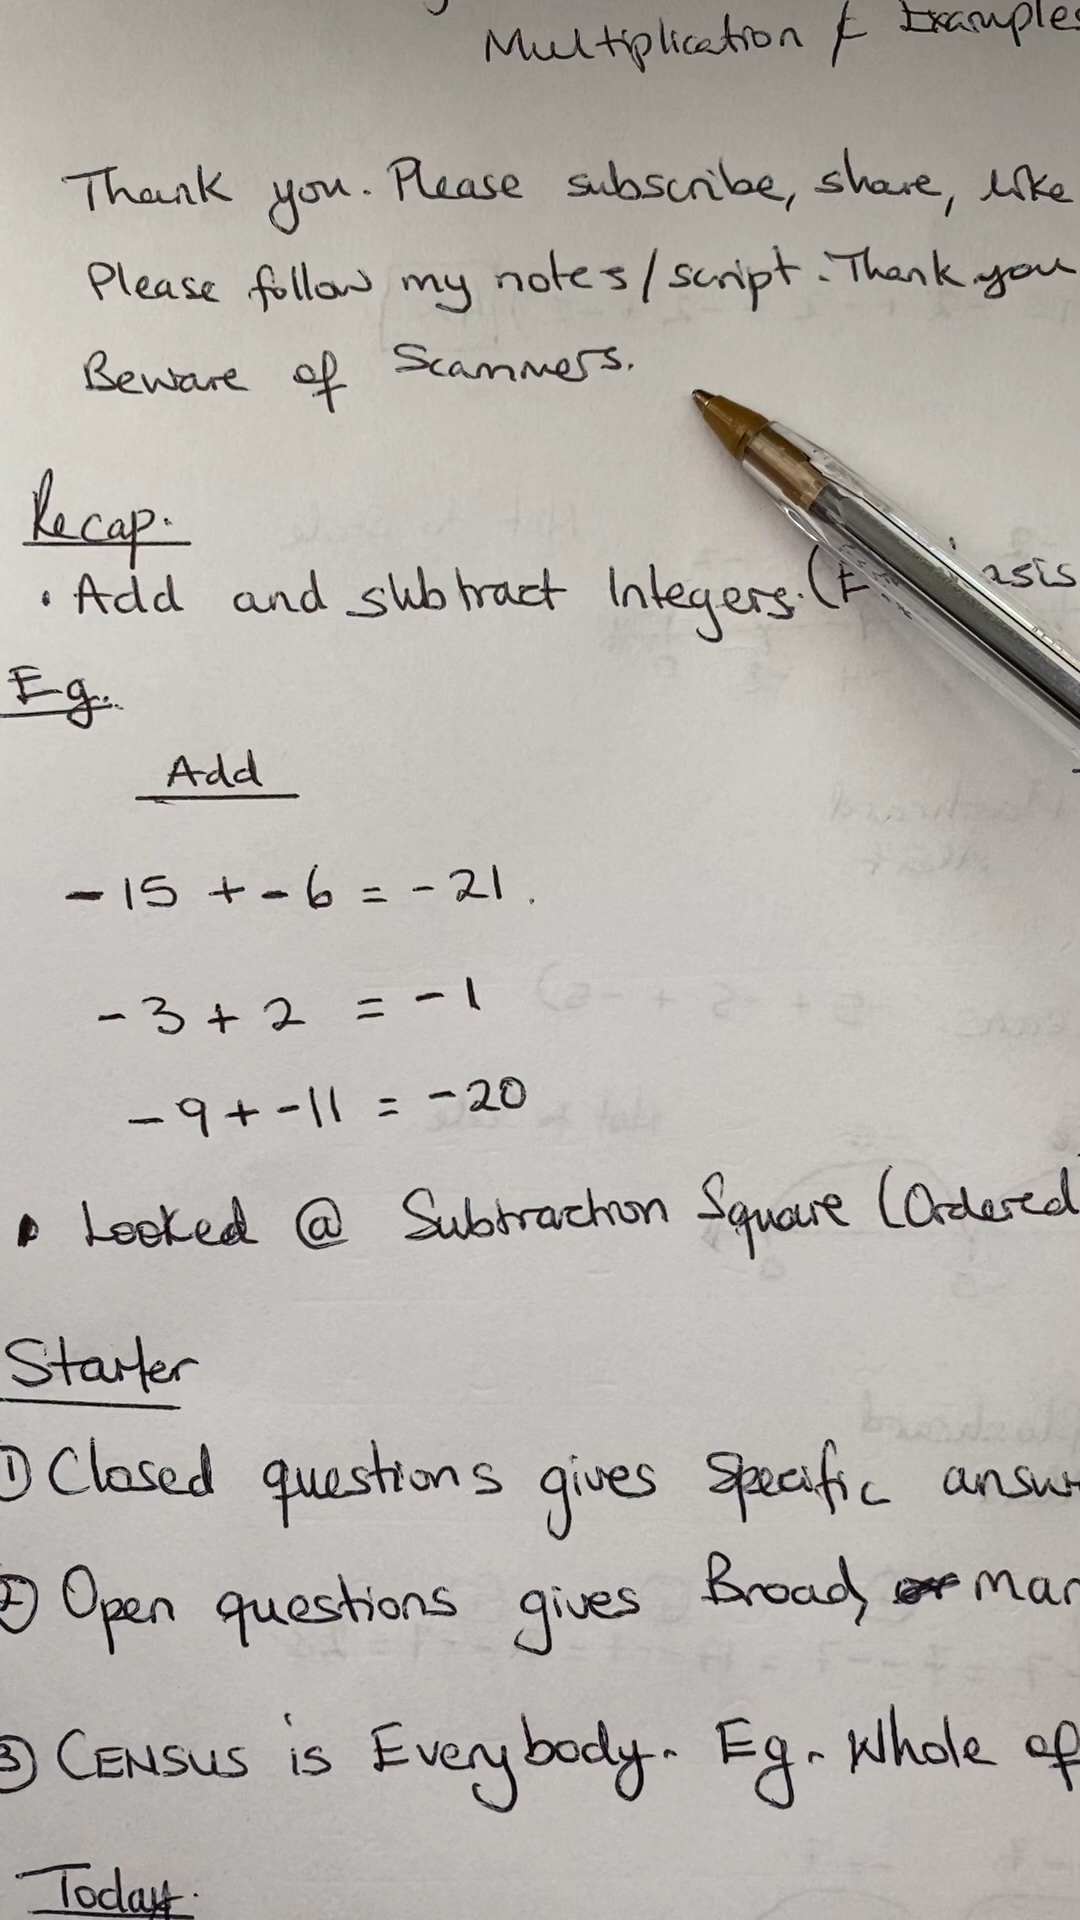 Multiplication & Examples
Thank you. Please subscribe, share, like
Please follow my notes/script. Thank you
Beware of Scammers.
Recap.
• Add and subtract Integers. (
Eg.
Add
-15 + -6 = -21.
-3 + 2 = -1
-9 + -11 = -20
• Looked @ Subtraction Square (Ordered
Starter
① Closed questions gives specific answ
② Open questions gives Broad, or man
③ CENSUS is Everybody. Eg. Whole of
Today.